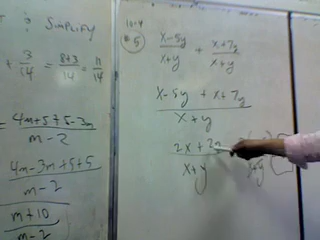 : Simplify
+ 3/14 = 8+3/14 = 11/14
= 4m+5+5-3m / m-2
4m-3m+5+5 / m-2
m+10 / m-2
10-4
#5 x-5y / x+y + x+7y / x+y
x-5y + x+7y / x+y
2x+2y / x+y